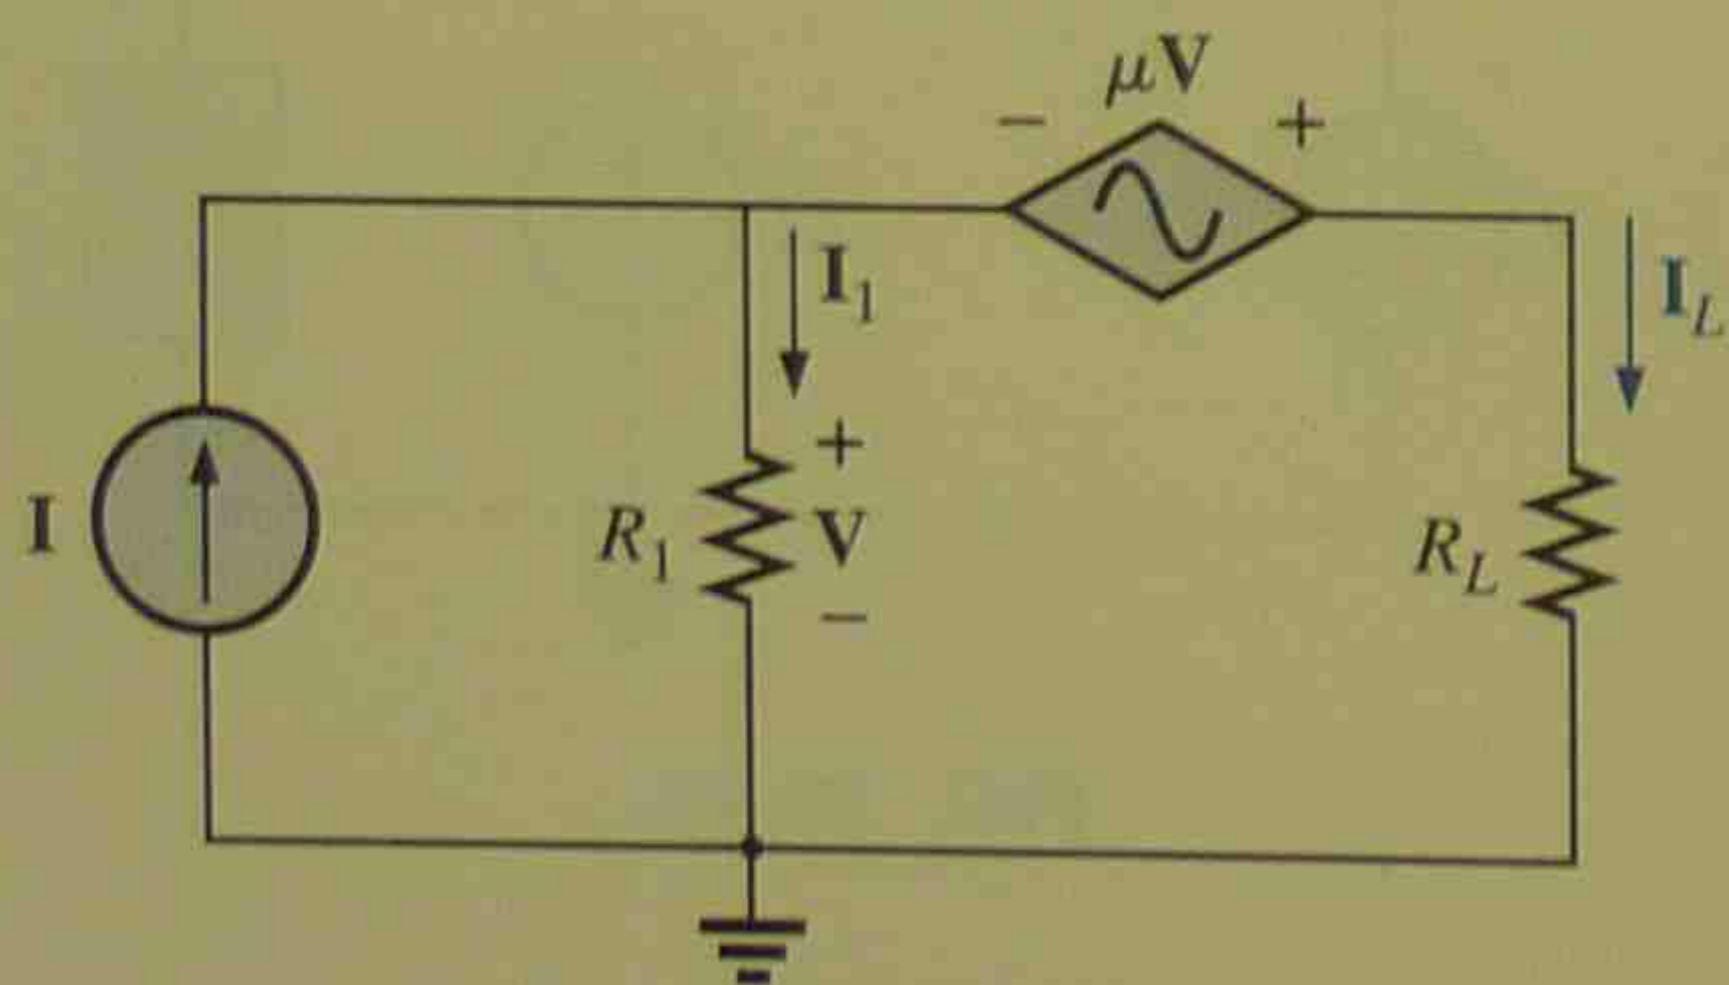 μV
− +
I₁
I_L
+
I
R₁
V
R_L
−